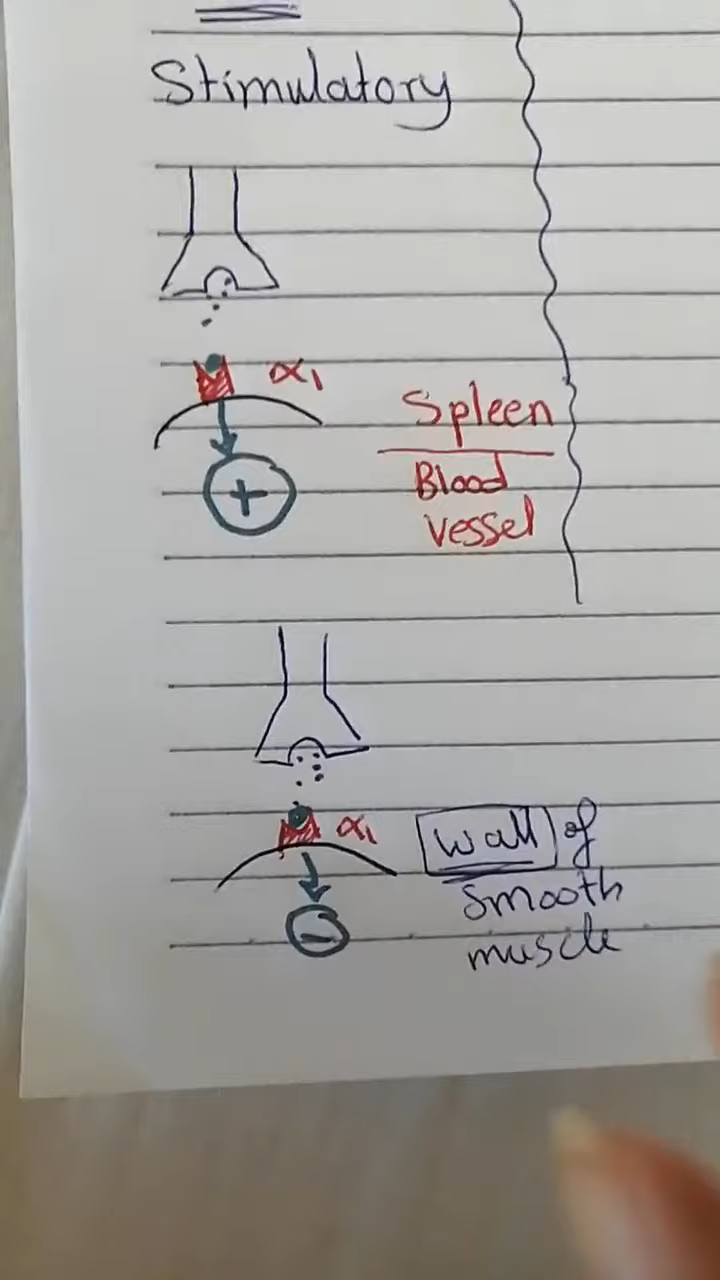 Stimulatory
α1
+
Spleen
Blood
vessel
α1
wall of
smooth
muscle
-